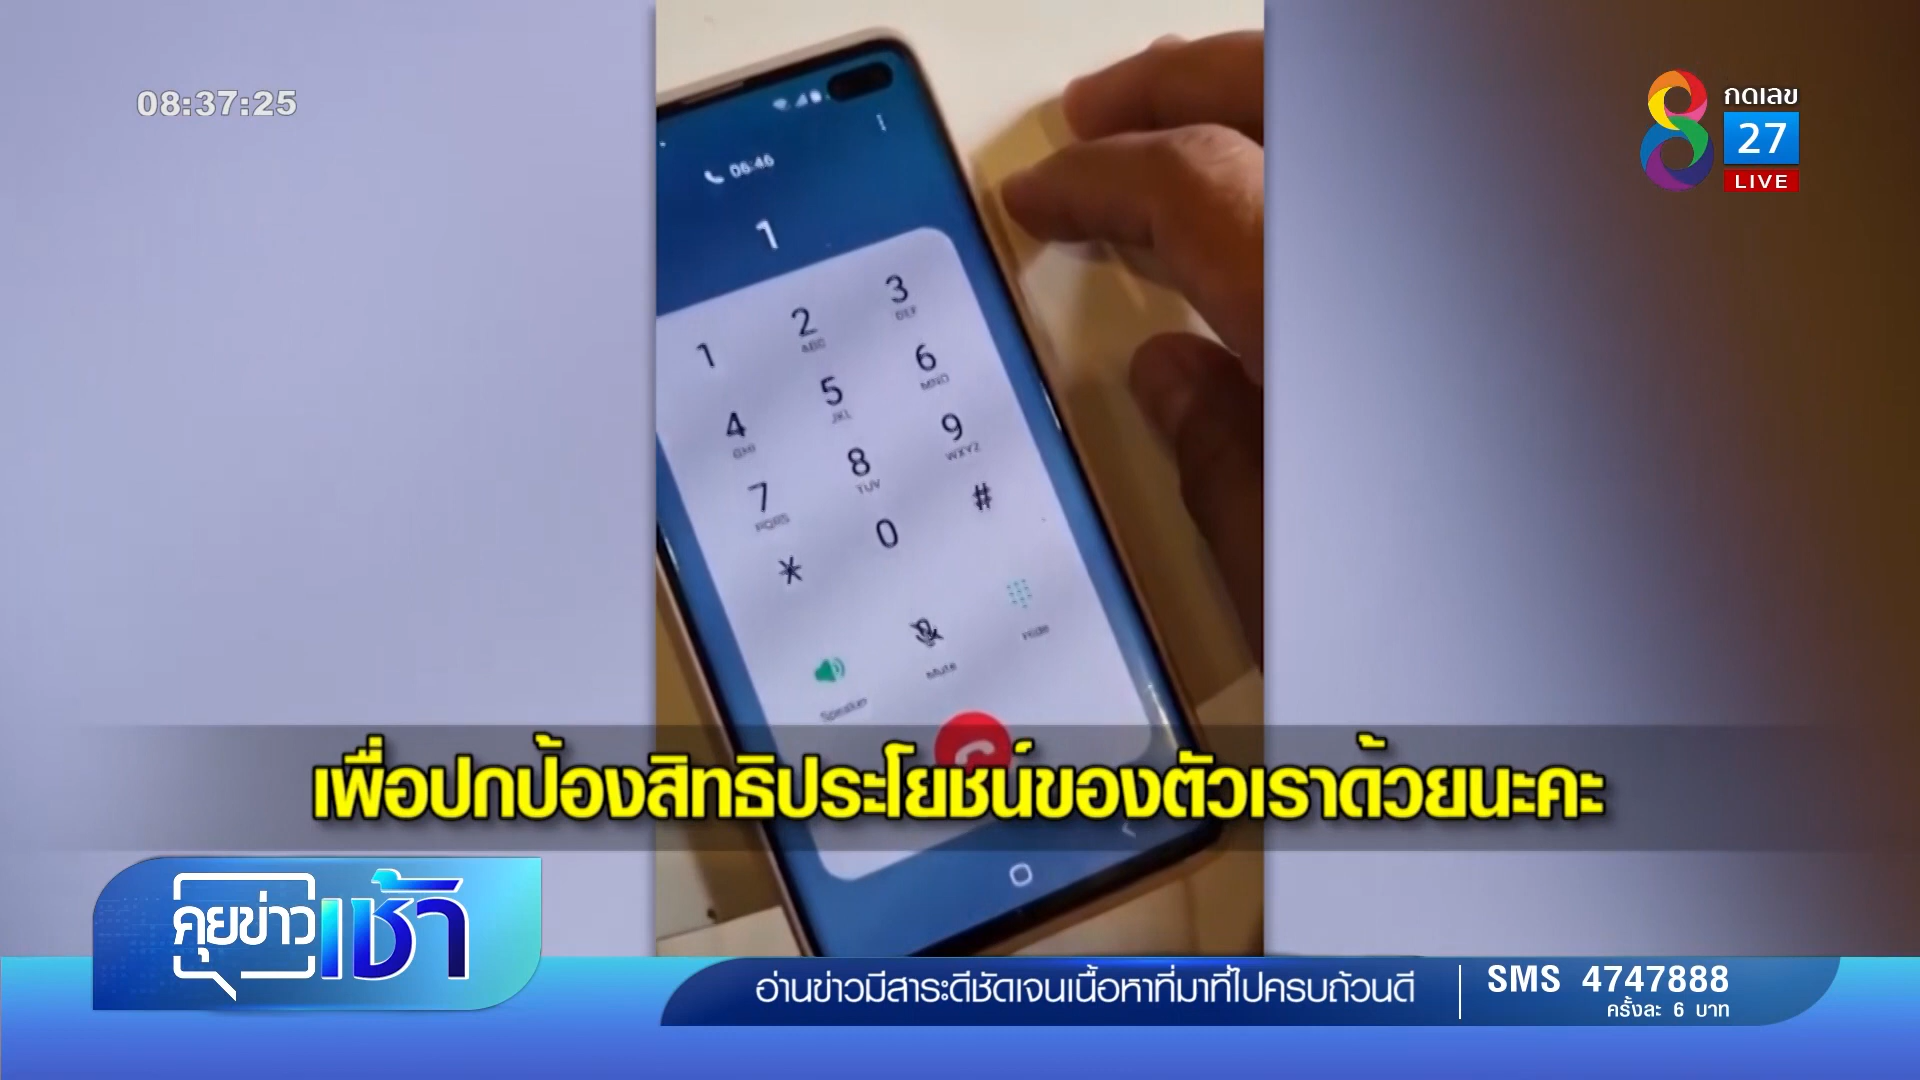 08:37:25
กดเลข
27
LIVE
06:46
1
1
2
ABC
3
DEF
4
GHI
5
JKL
6
MNO
7
PQRS
8
TUV
9
WXYZ
*
0
#
Speaker
Mute
Hide
เพื่อปกป้องสิทธิประโยชน์ของตัวเราด้วยนะคะ
คุยข่าว
เช้า
อ่านข่าวมีสาระดีชัดเจนเนื้อหาที่มาที่ไปครบถ้วนดี
SMS 4747888
ครั้งละ 6 บาท